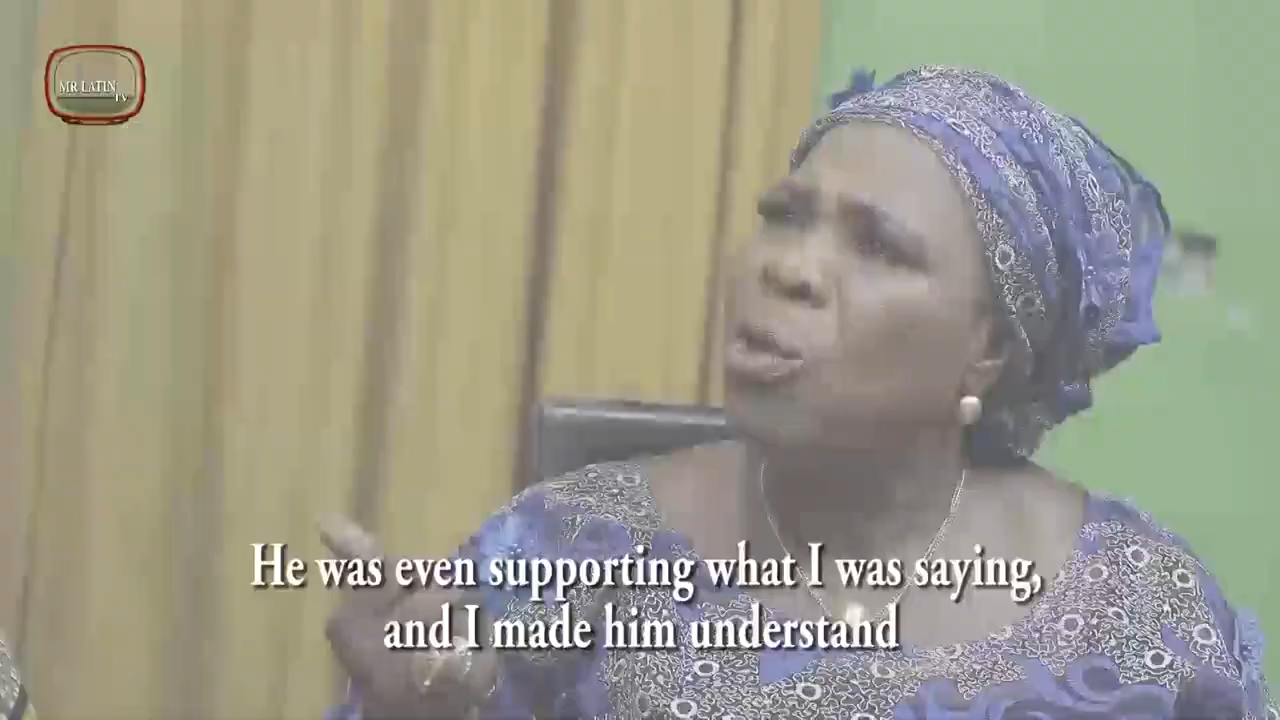 MR LATIN
TV
He was even supporting what I was saying,
and I made him understand